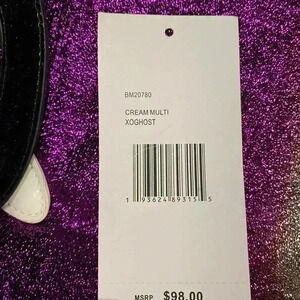 BM20780
CREAM MULTI
XOGHOST
1 93624 89315 5
MSRP $98.00